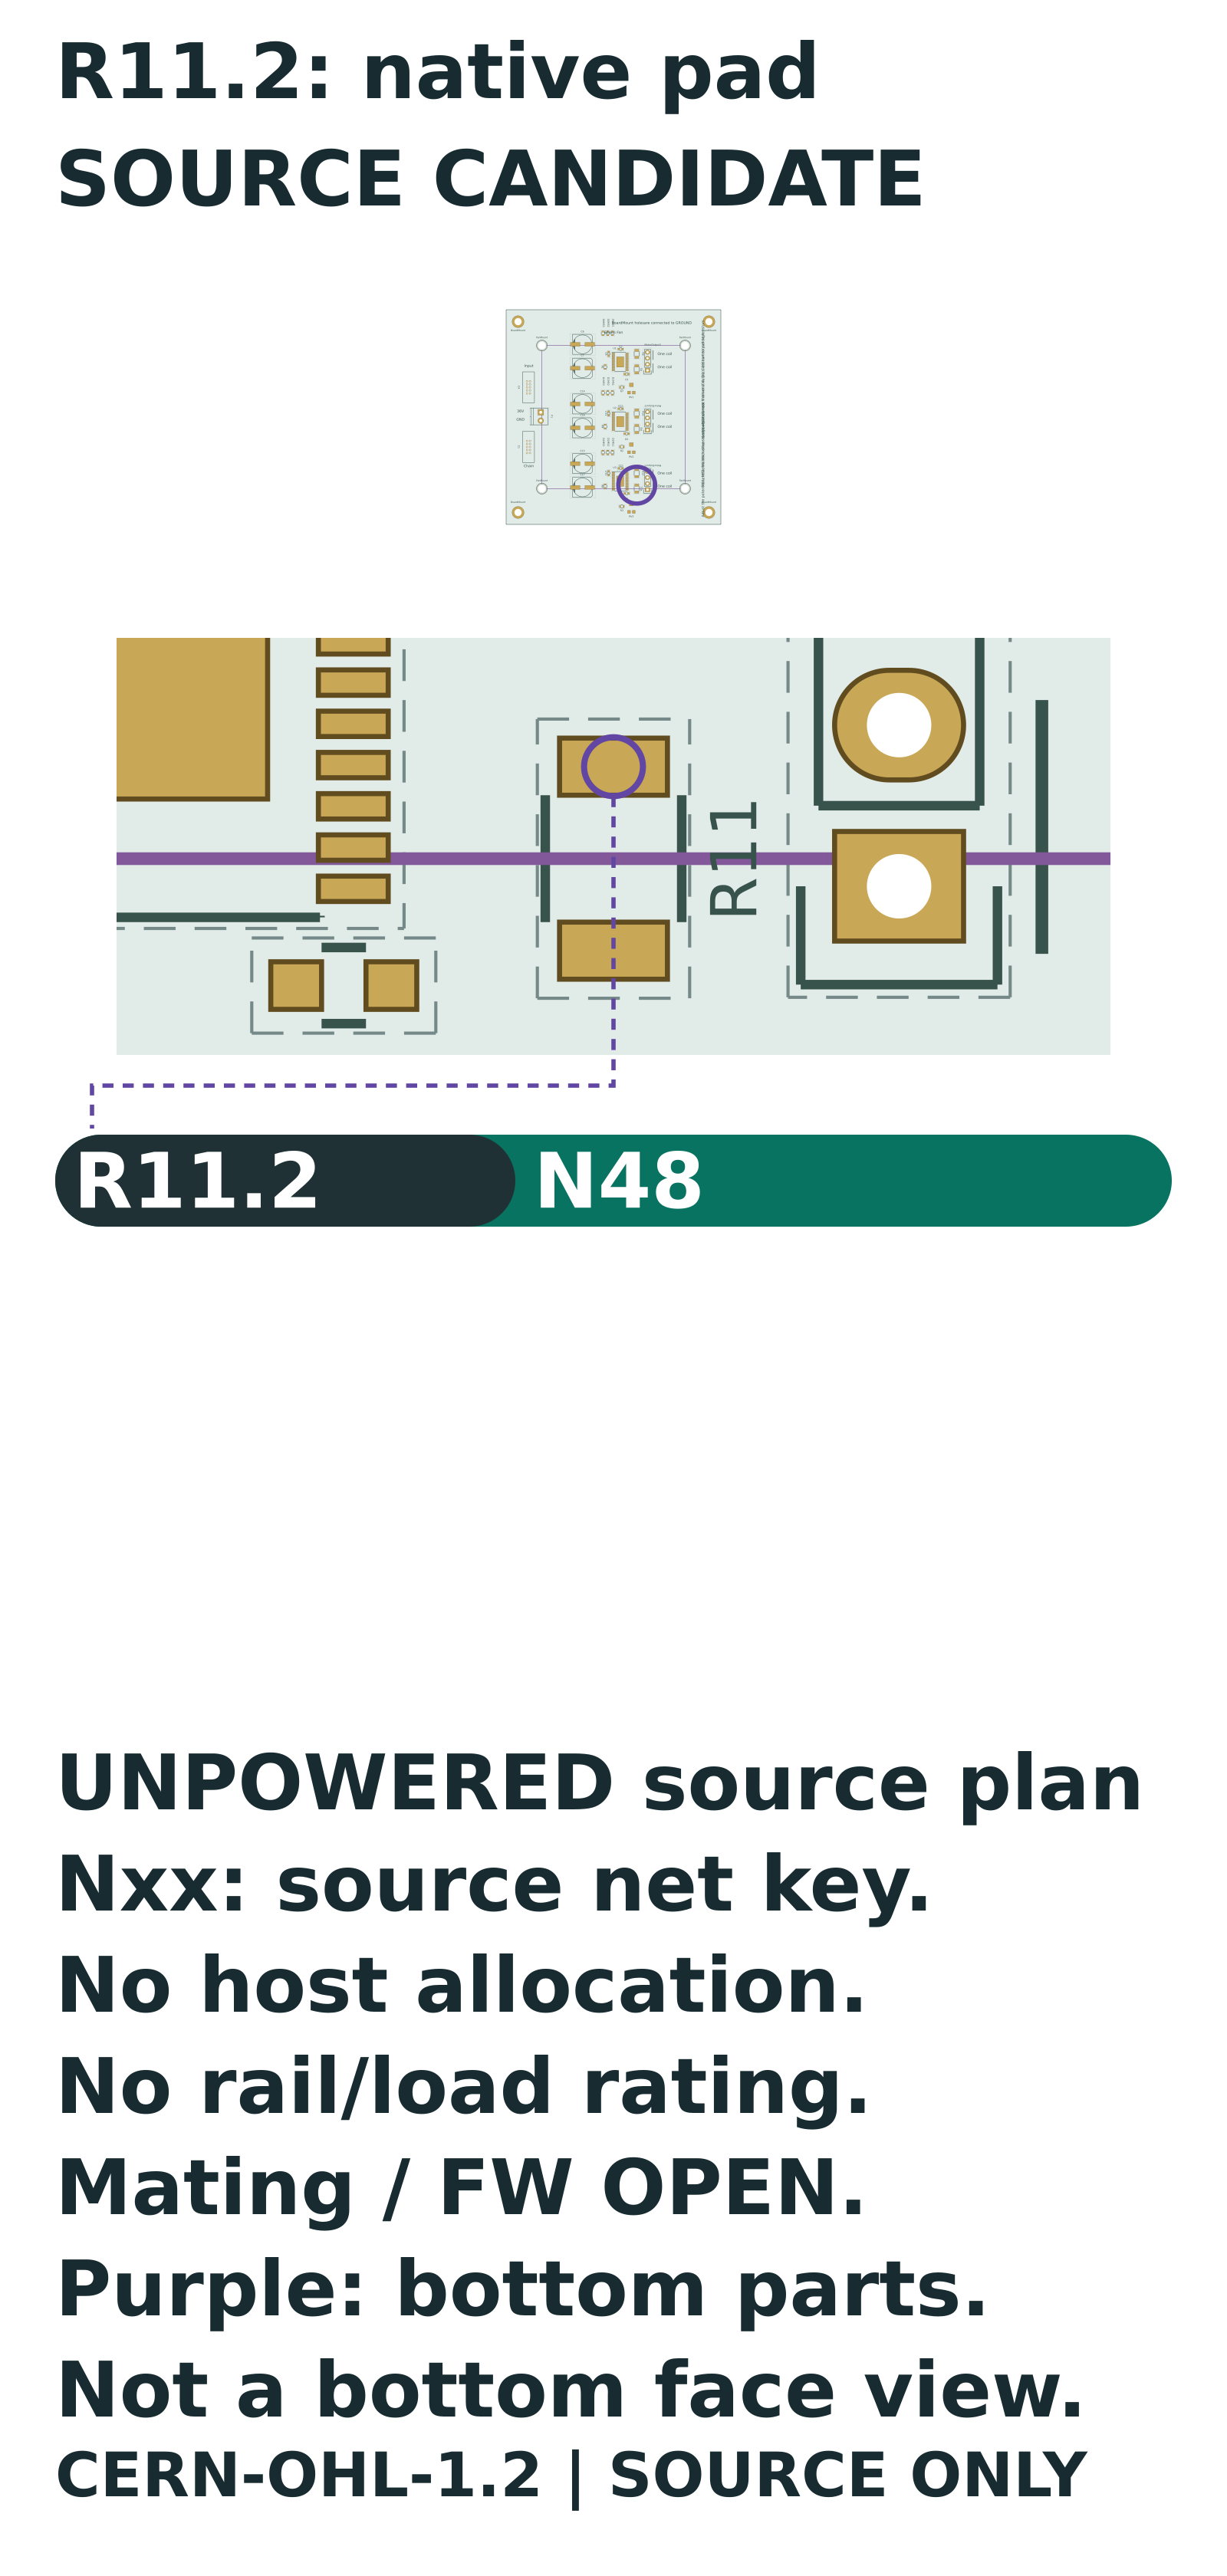 R11.2: native pad
SOURCE CANDIDATE
R11
R11.2 N48
UNPOWERED source plan
Nxx: source net key.
No host allocation.
No rail/load rating.
Mating / FW OPEN.
Purple: bottom parts.
Not a bottom face view.
CERN-OHL-1.2 | SOURCE ONLY